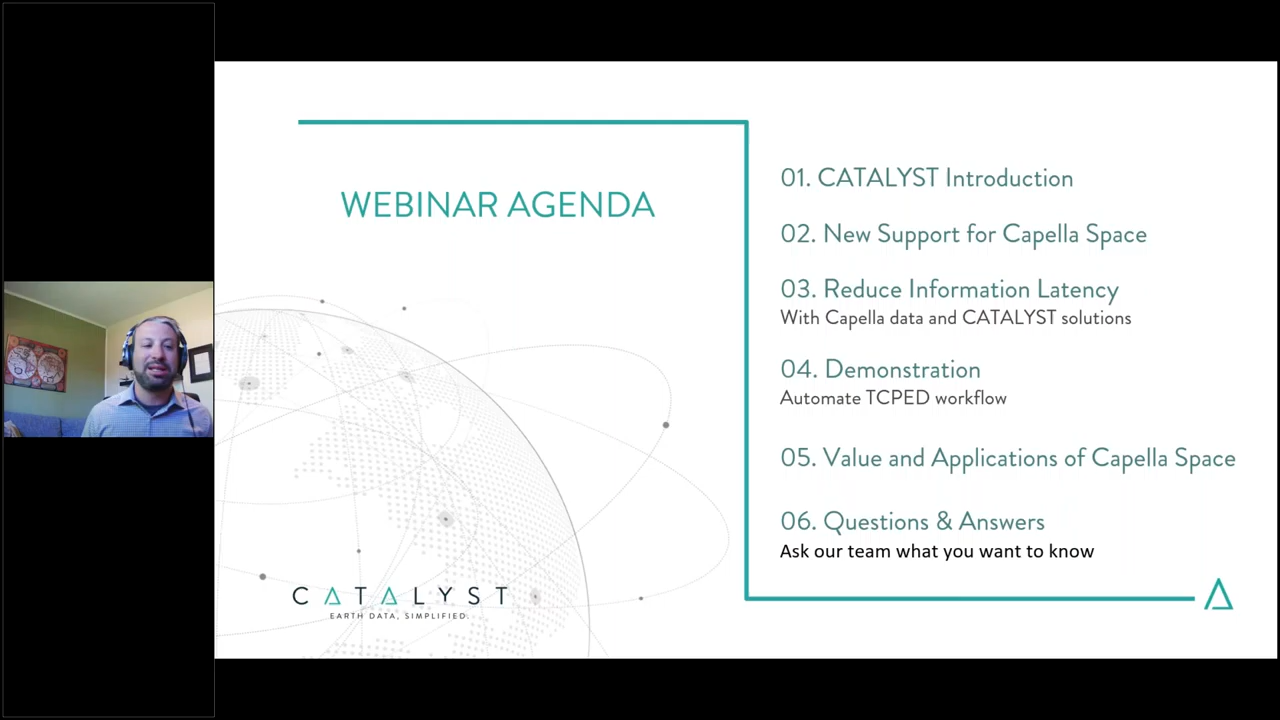 WEBINAR AGENDA
01. CATALYST Introduction
02. New Support for Capella Space
03. Reduce Information Latency
With Capella data and CATALYST solutions
04. Demonstration
Automate TCPED workflow
05. Value and Applications of Capella Space
06. Questions & Answers
Ask our team what you want to know
CATALYST
EARTH DATA, SIMPLIFIED.